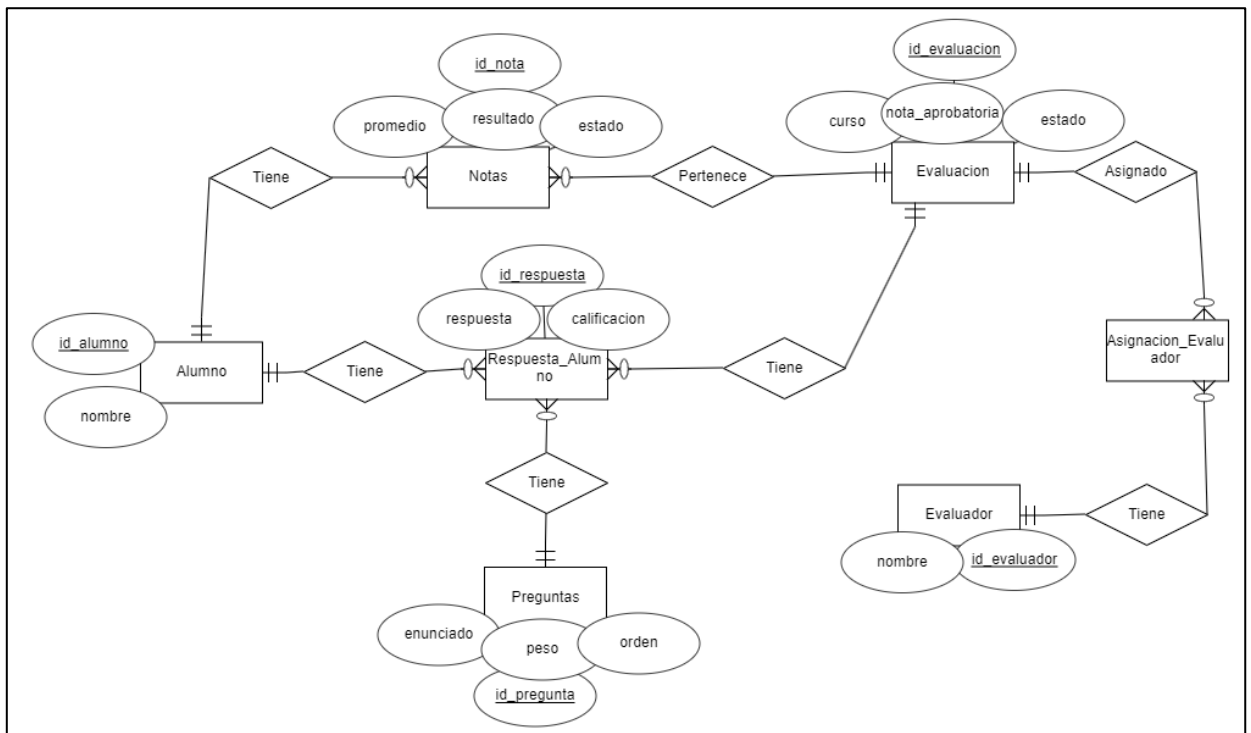 id_evaluacion
id_nota
promedio
resultado
estado
curso
nota_aprobatoria
estado
Tiene
Notas
Pertenece
Evaluacion
Asignado
id_respuesta
respuesta
calificacion
id_alumno
Alumno
nombre
Tiene
Respuesta_Alum
no
Tiene
Asignacion_Evalu
ador
Tiene
Evaluador
nombre
id_evaluador
Tiene
Preguntas
enunciado
peso
orden
id_pregunta